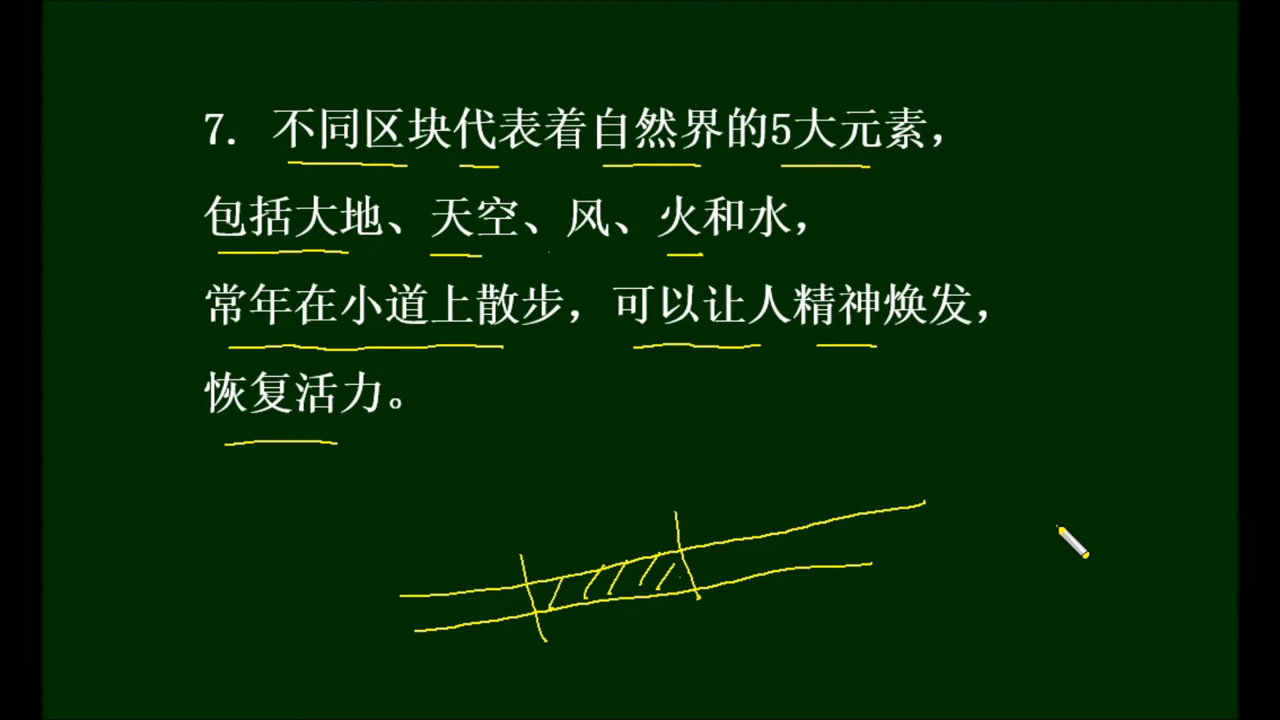 7. 不同区块代表着自然界的5大元素，
包括大地、天空、风、火和水，
常年在小道上散步，可以让人精神焕发，
恢复活力。